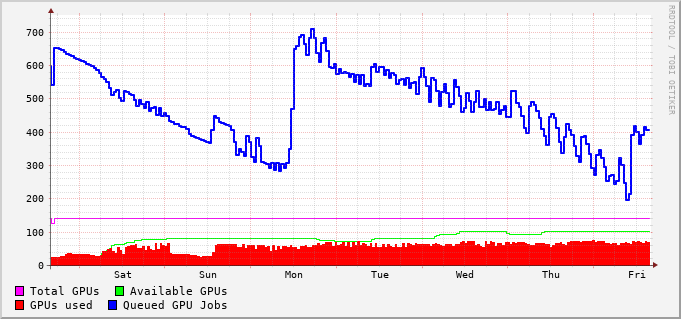 RRDTOOL / TOBI OETIKER
700
600
500
400
300
200
100
0
Sat Sun Mon Tue Wed Thu Fri
Total GPUs Available GPUs
GPUs used Queued GPU Jobs